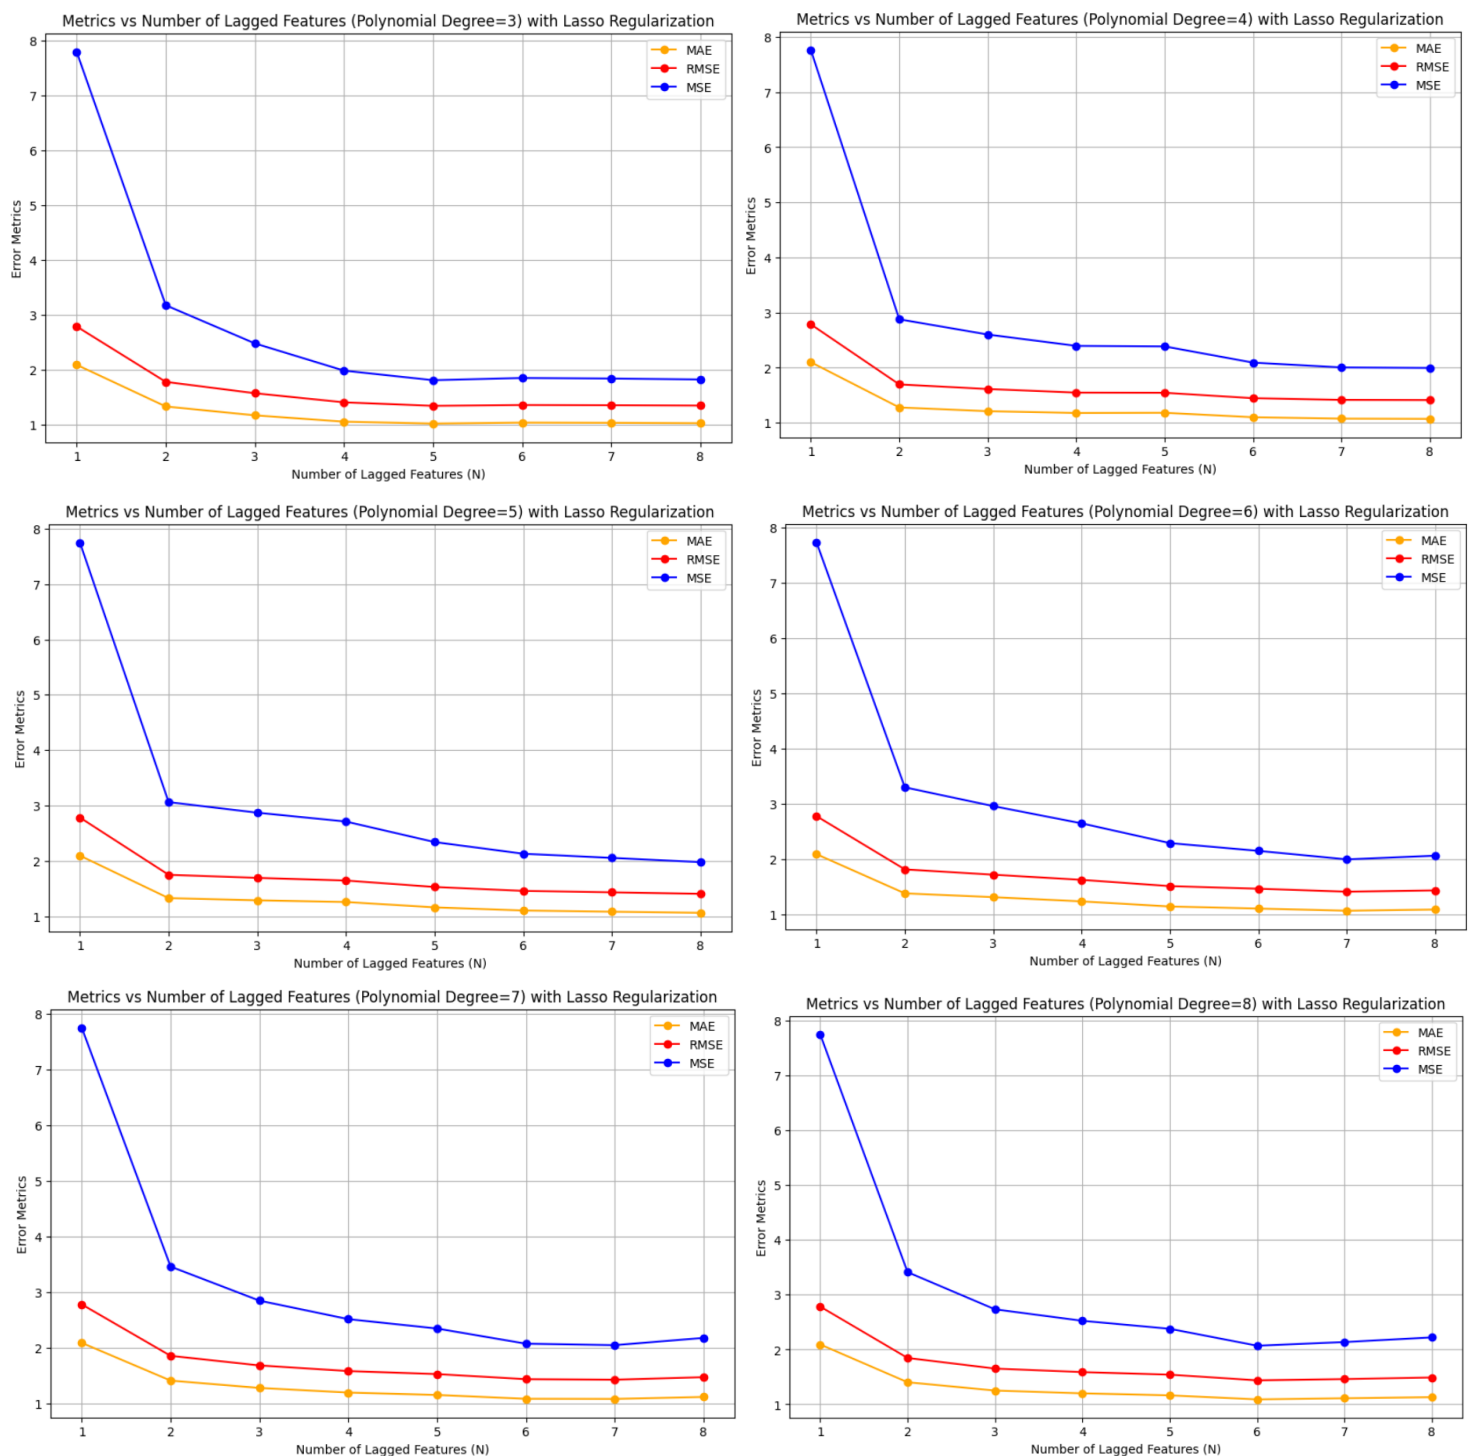 Metrics vs Number of Lagged Features (Polynomial Degree=3) with Lasso Regularization
8
7
6
5
4
3
2
1
Error Metrics
MAE
RMSE
MSE
1 2 3 4 5 6 7 8
Number of Lagged Features (N)
Metrics vs Number of Lagged Features (Polynomial Degree=4) with Lasso Regularization
8
7
6
5
4
3
2
1
Error Metrics
MAE
RMSE
MSE
1 2 3 4 5 6 7 8
Number of Lagged Features (N)
Metrics vs Number of Lagged Features (Polynomial Degree=5) with Lasso Regularization
8
7
6
5
4
3
2
1
Error Metrics
MAE
RMSE
MSE
1 2 3 4 5 6 7 8
Number of Lagged Features (N)
Metrics vs Number of Lagged Features (Polynomial Degree=6) with Lasso Regularization
8
7
6
5
4
3
2
1
Error Metrics
MAE
RMSE
MSE
1 2 3 4 5 6 7 8
Number of Lagged Features (N)
Metrics vs Number of Lagged Features (Polynomial Degree=7) with Lasso Regularization
8
7
6
5
4
3
2
1
Error Metrics
MAE
RMSE
MSE
1 2 3 4 5 6 7 8
Number of Lagged Features (N)
Metrics vs Number of Lagged Features (Polynomial Degree=8) with Lasso Regularization
8
7
6
5
4
3
2
1
Error Metrics
MAE
RMSE
MSE
1 2 3 4 5 6 7 8
Number of Lagged Features (N)